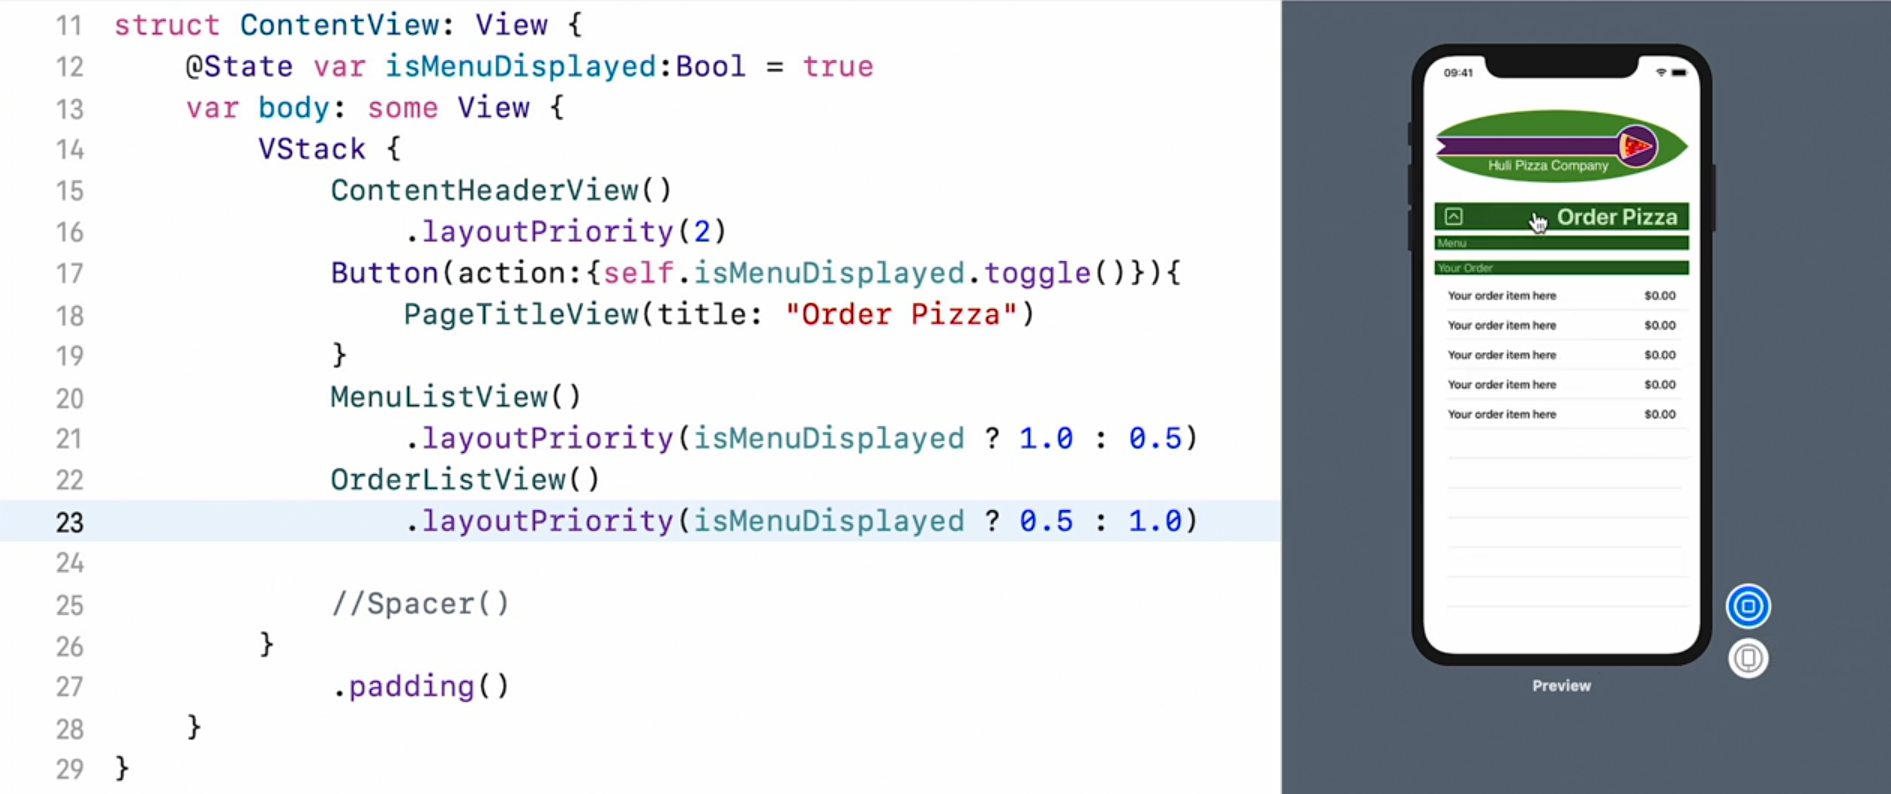 11 struct ContentView: View {
12 @State var isMenuDisplayed:Bool = true
13 var body: some View {
14 VStack {
15 ContentHeaderView()
16 .layoutPriority(2)
17 Button(action:{self.isMenuDisplayed.toggle()}){
18 PageTitleView(title: "Order Pizza")
19 }
20 MenuListView()
21 .layoutPriority(isMenuDisplayed ? 1.0 : 0.5)
22 OrderListView()
23 .layoutPriority(isMenuDisplayed ? 0.5 : 1.0)
24
25 //Spacer()
26 }
27 .padding()
28 }
29 }
09:41
Huli Pizza Company
Order Pizza
Menu
Your Order
Your order item here $0.00
Your order item here $0.00
Your order item here $0.00
Your order item here $0.00
Your order item here $0.00
Preview